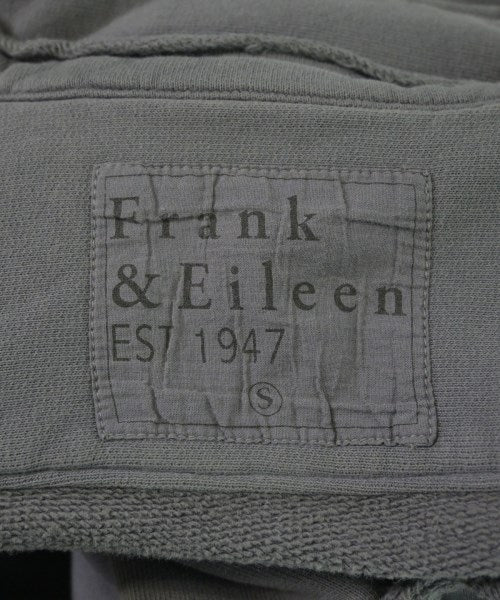 Frank
& Eileen
EST 1947
S